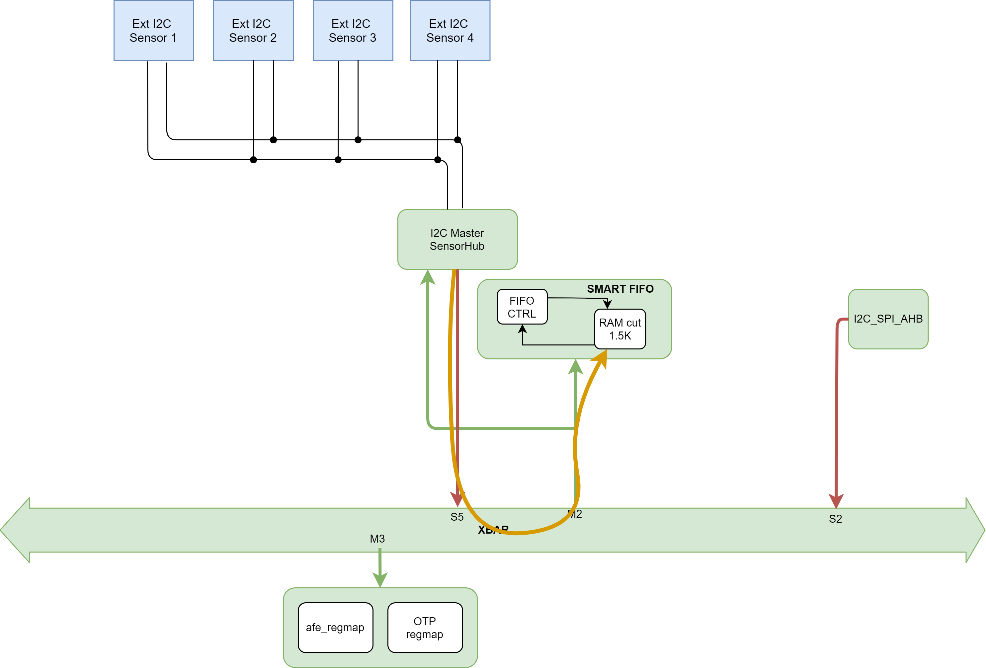 Ext I2C
Sensor 1
Ext I2C
Sensor 2
Ext I2C
Sensor 3
Ext I2C
Sensor 4
I2C Master
SensorHub
SMART FIFO
FIFO
CTRL
RAM cut
1.5K
I2C_SPI_AHB
S5
M2
S2
XBAR
M3
afe_regmap
OTP
regmap